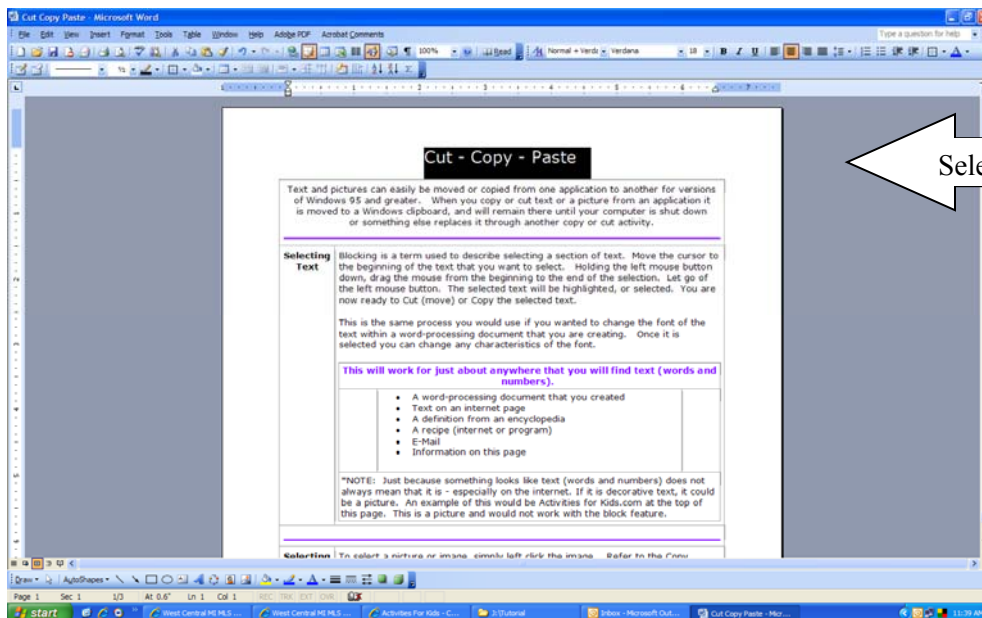 Cut Copy Paste - Microsoft Word
File Edit View Insert Format Tools Table Window Help Adobe PDF Acrobat Comments
Type a question for help
100% Read Normal + Verdana Verdana 18 B I U
Cut - Copy - Paste
Sele
Text and pictures can easily be moved or copied from one application to another for versions
of Windows 95 and greater. When you copy or cut text or a picture from an application it
is moved to a Windows clipboard, and will remain there until your computer is shut down
or something else replaces it through another copy or cut activity.
Selecting Text
Blocking is a term used to describe selecting a section of text. Move the cursor to
the beginning of the text that you want to select. Holding the left mouse button
down, drag the mouse from the beginning to the end of the selection. Let go of
the left mouse button. The selected text will be highlighted, or selected. You are
now ready to Cut (move) or Copy the selected text.
This is the same process you would use if you wanted to change the font of the
text within a word-processing document that you are creating. Once it is
selected you can change any characteristics of the font.
This will work for just about anywhere that you will find text (words and
numbers).
• A word-processing document that you created
• Text on an internet page
• A definition from an encyclopedia
• A recipe (internet or program)
• E-Mail
• Information on this page
*NOTE: Just because something looks like text (words and numbers) does not
always mean that it is - especially on the internet. If it is decorative text, it could
be a picture. An example of this would be Activities for Kids.com at the top of
this page. This is a picture and would not work with the block feature.
Selecting To select a picture or image, simply left click the image. Refer to the Copy
Draw AutoShapes
Page 1 Sec 1 1/3 At 0.6" Ln 1 Col 1 REC TRK EXT OVR
start West Central MI MLS ... West Central MI MLS ... Activities For Kids - C... J:\Tutorial Inbox - Microsoft Out... Cut Copy Paste - Micr... 11:39 AM